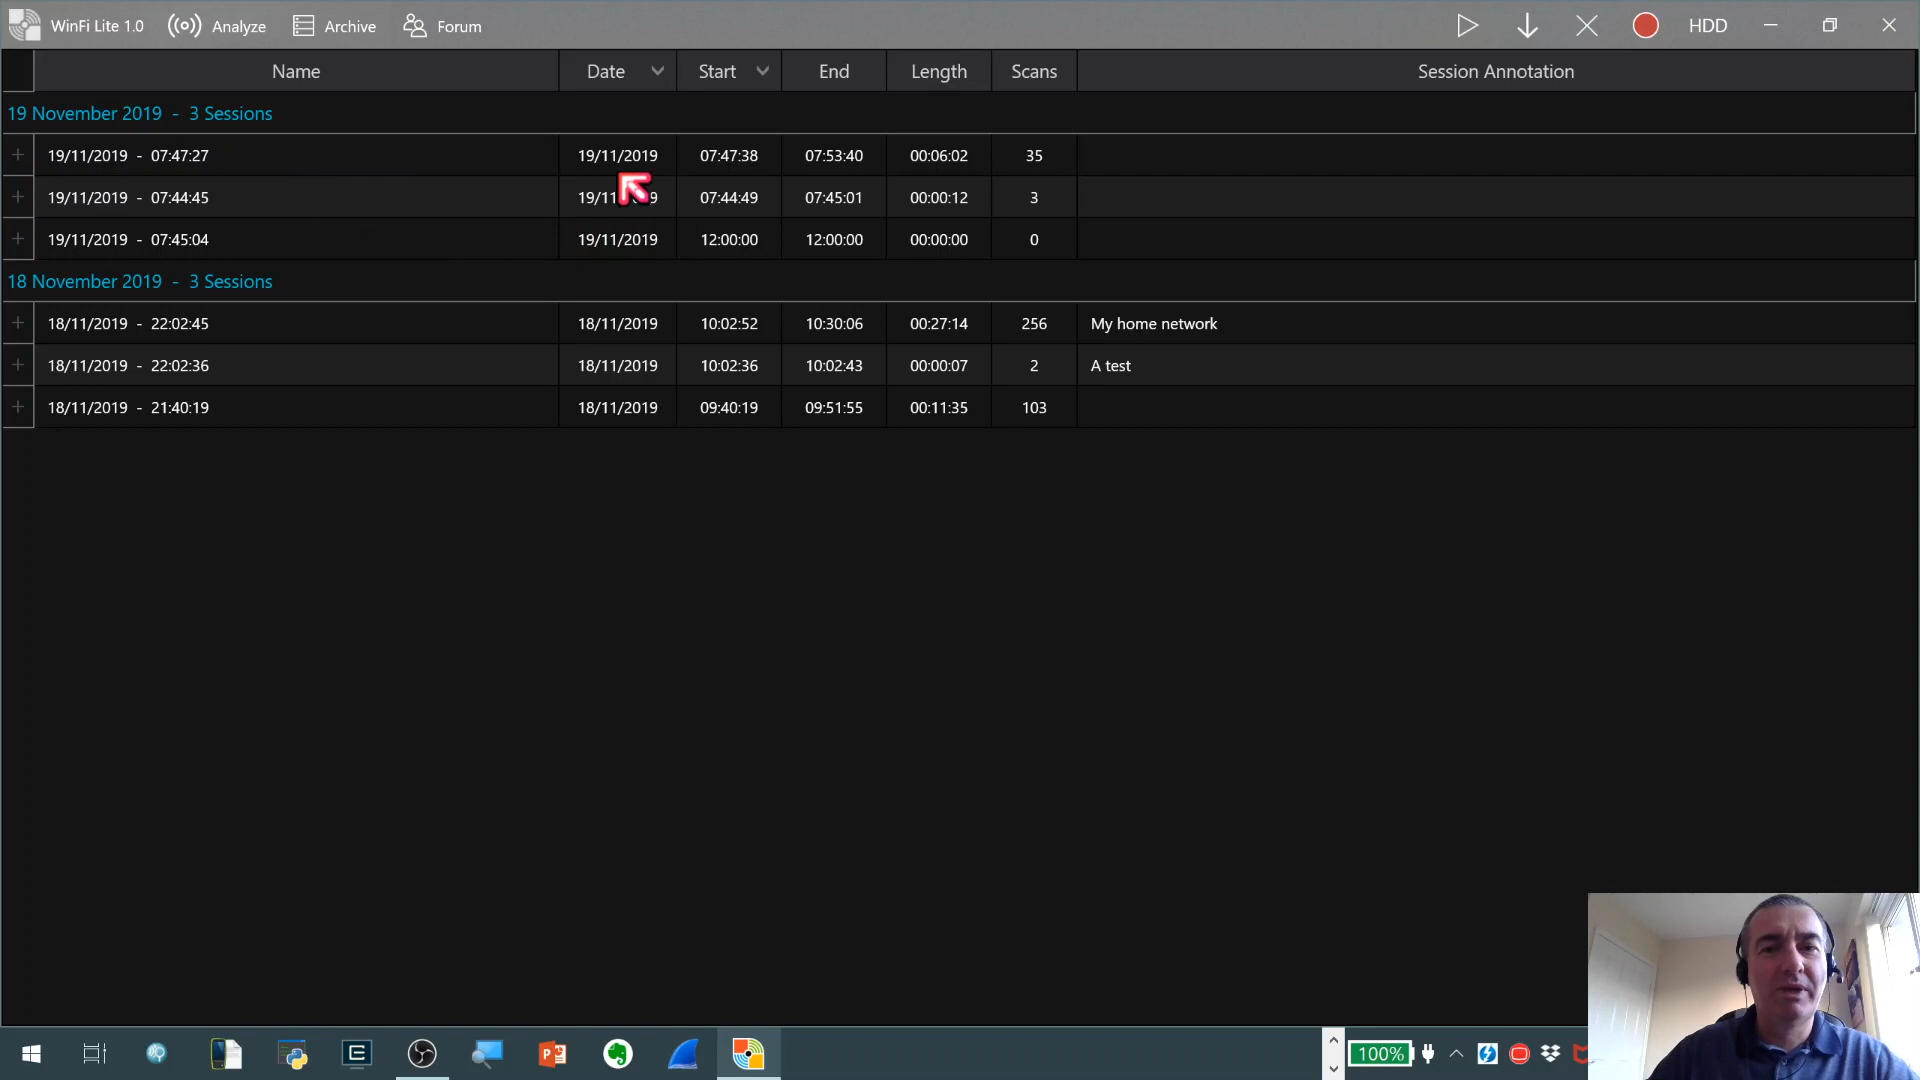 WinFi Lite 1.0 Analyze Archive Forum HDD
Name Date Start End Length Scans Session Annotation
19 November 2019 - 3 Sessions
19/11/2019 - 07:47:27 19/11/2019 07:47:38 07:53:40 00:06:02 35
19/11/2019 - 07:44:45 19/11 9 07:44:49 07:45:01 00:00:12 3
19/11/2019 - 07:45:04 19/11/2019 12:00:00 12:00:00 00:00:00 0
18 November 2019 - 3 Sessions
18/11/2019 - 22:02:45 18/11/2019 10:02:52 10:30:06 00:27:14 256 My home network
18/11/2019 - 22:02:36 18/11/2019 10:02:36 10:02:43 00:00:07 2 A test
18/11/2019 - 21:40:19 18/11/2019 09:40:19 09:51:55 00:11:35 103
100%